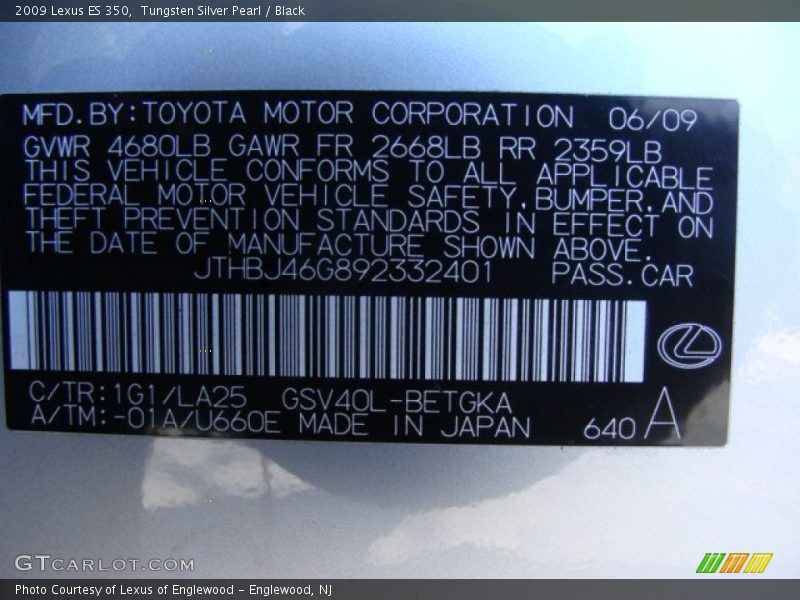 2009 Lexus ES 350,  Tungsten Silver Pearl / Black
MFD.BY:TOYOTA MOTOR CORPORATION 06/09
GVWR 4680LB GAWR FR 2668LB RR 2359LB
THIS VEHICLE CONFORMS TO ALL APPLICABLE
FEDERAL MOTOR VEHICLE SAFETY,BUMPER,AND
THEFT PREVENTION STANDARDS IN EFFECT ON
THE DATE OF MANUFACTURE SHOWN ABOVE.
JTHBJ46G892332401 PASS.CAR
C/TR:1G1/LA25 GSV40L-BETGKA
A/TM:-01A/U660E MADE IN JAPAN 640 A
GTCARLOT.COM
Photo Courtesy of Lexus of Englewood - Englewood, NJ